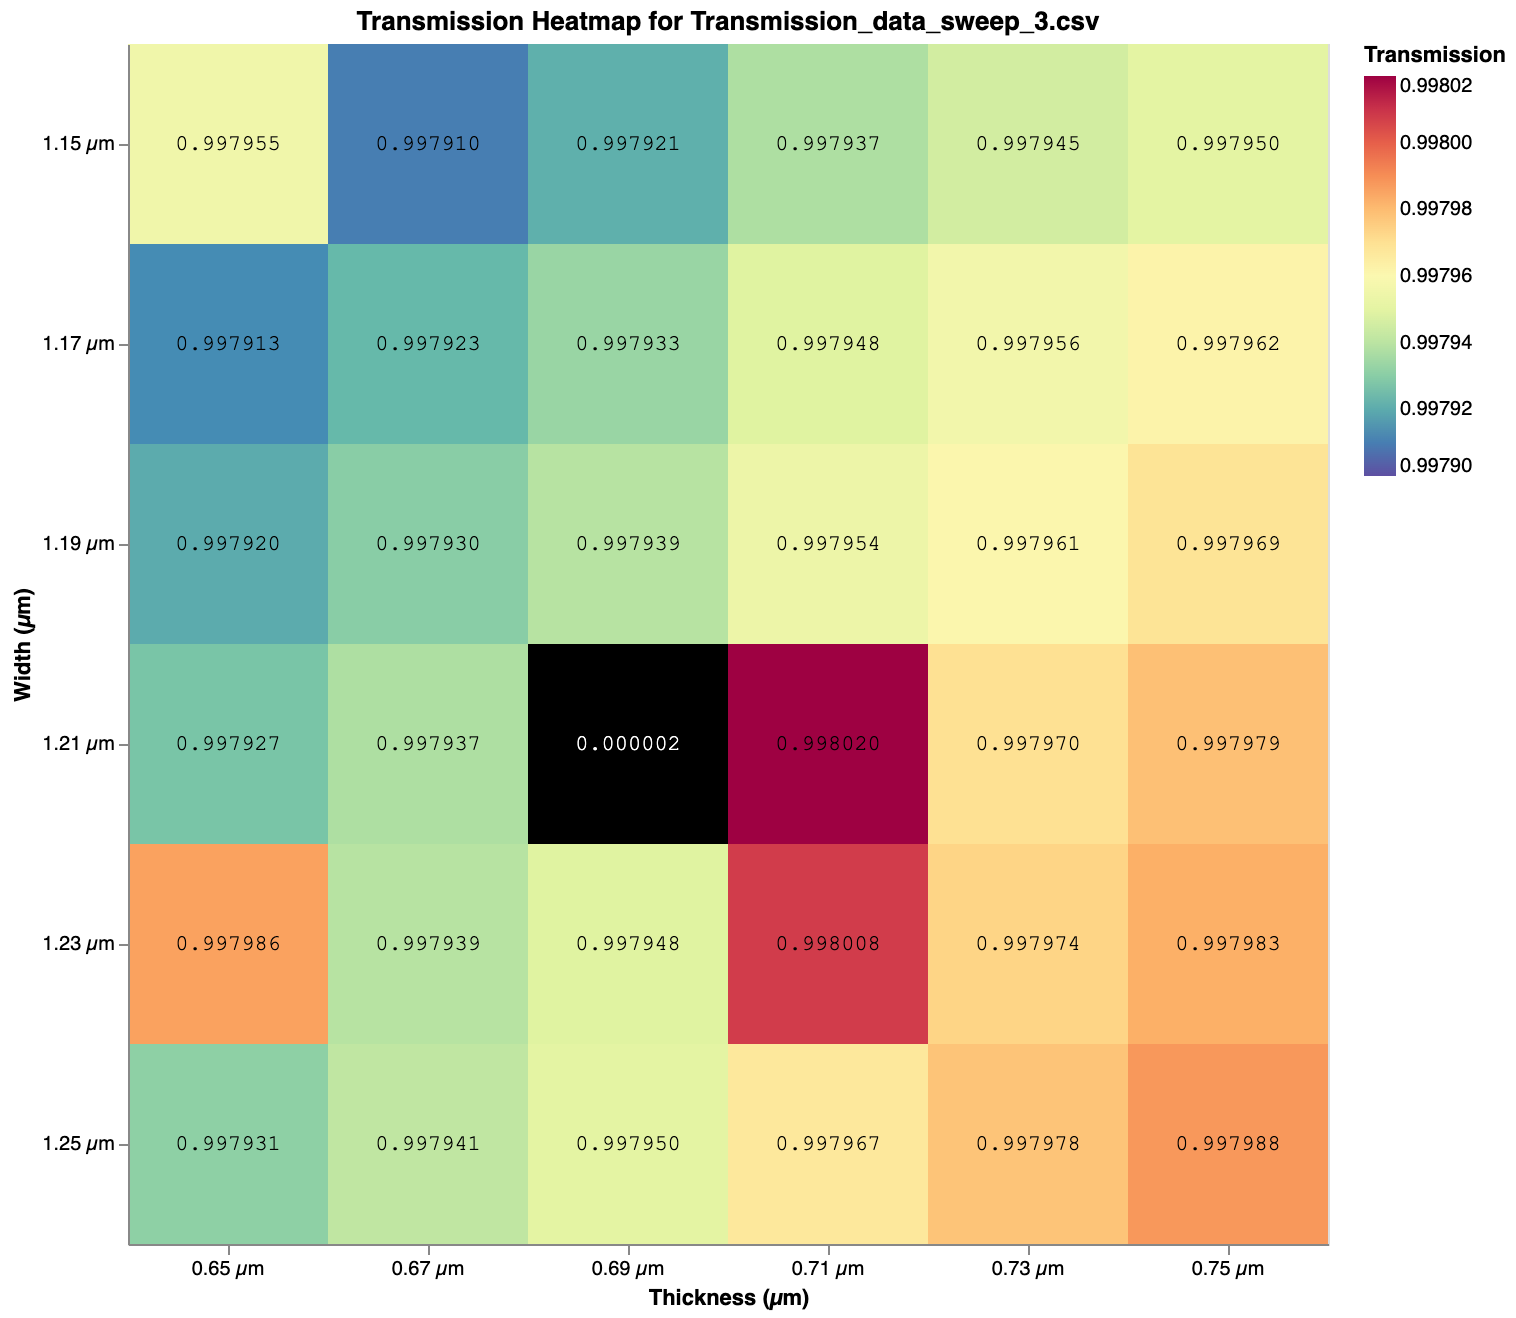 Transmission Heatmap for Transmission_data_sweep_3.csv
Transmission
0.99802
0.99800
0.99798
0.99796
0.99794
0.99792
0.99790
Width (µm)
1.15 µm
0.997955 0.997910 0.997921 0.997937 0.997945 0.997950
1.17 µm
0.997913 0.997923 0.997933 0.997948 0.997956 0.997962
1.19 µm
0.997920 0.997930 0.997939 0.997954 0.997961 0.997969
1.21 µm
0.997927 0.997937 0.000002 0.998020 0.997970 0.997979
1.23 µm
0.997986 0.997939 0.997948 0.998008 0.997974 0.997983
1.25 µm
0.997931 0.997941 0.997950 0.997967 0.997978 0.997988
0.65 µm 0.67 µm 0.69 µm 0.71 µm 0.73 µm 0.75 µm
Thickness (µm)